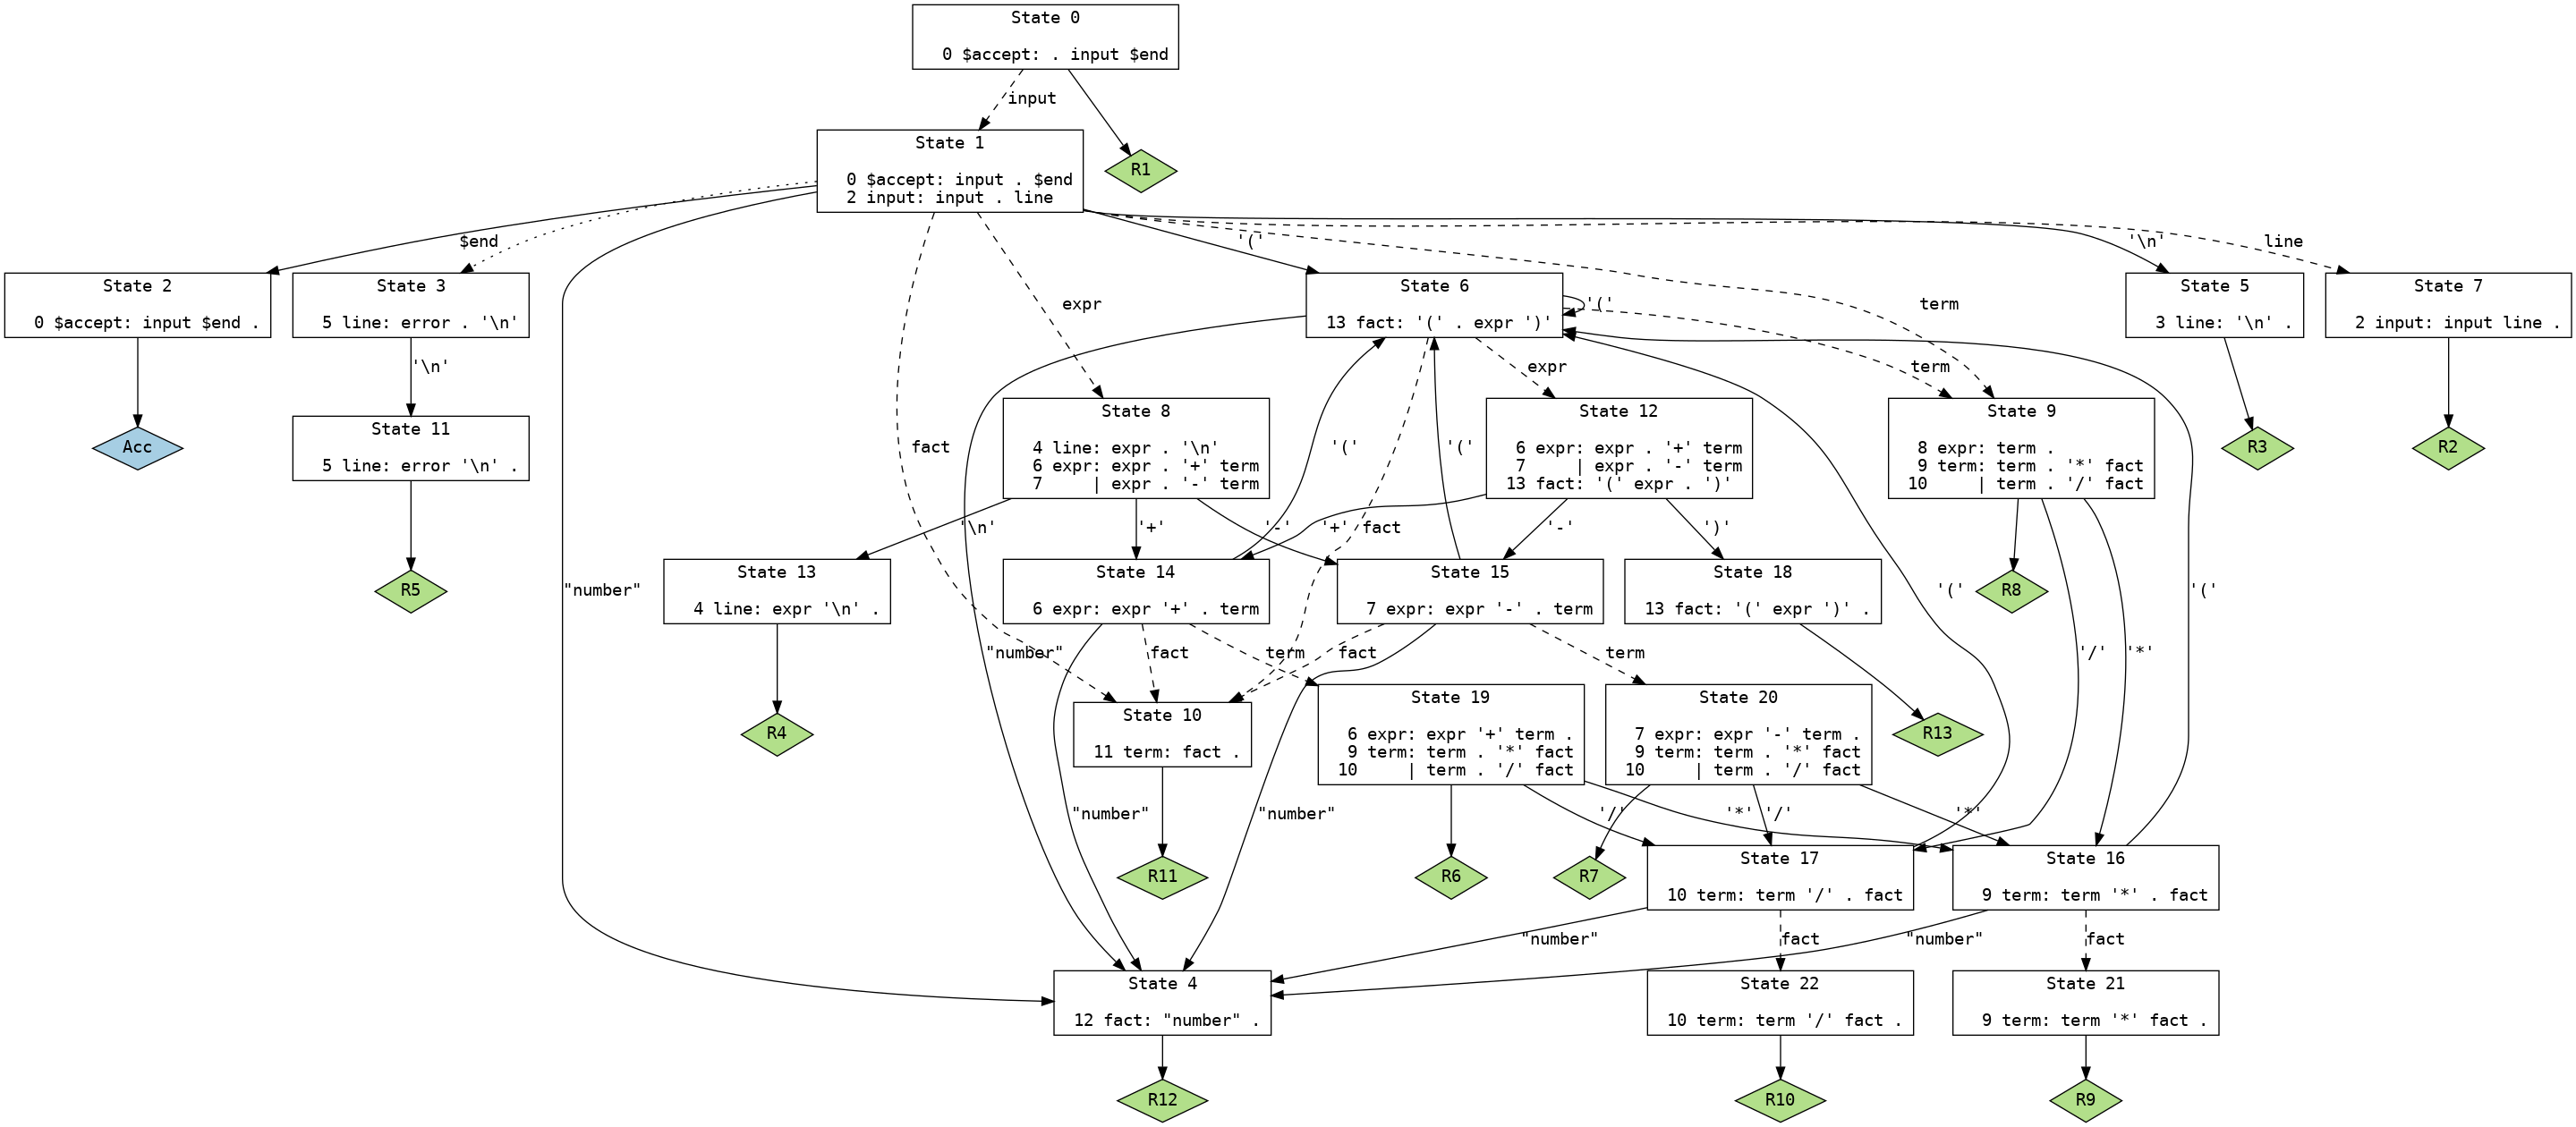 State 0
0 $accept: . input $end
input
State 1
0 $accept: input . $end
2 input: input . line
R1
$end
'('
'\n'
line
State 2
0 $accept: input $end .
State 3
5 line: error . '\n'
State 6
13 fact: '(' . expr ')'
State 5
3 line: '\n' .
State 7
2 input: input line .
expr
'('
term
'\n'
expr
term
Acc
State 11
5 line: error '\n' .
fact
State 8
4 line: expr . '\n'
6 expr: expr . '+' term
7 | expr . '-' term
'('
'('
State 12
6 expr: expr . '+' term
7 | expr . '-' term
13 fact: '(' expr . ')'
State 9
8 expr: term .
9 term: term . '*' fact
10 | term . '/' fact
R3
R2
'\n'
'+'
'-'
'+'
fact
'-'
')'
R5
"number"
State 13
4 line: expr '\n' .
State 14
6 expr: expr '+' . term
State 15
7 expr: expr '-' . term
State 18
13 fact: '(' expr ')' .
'('
R8
'('
"number"
fact
term
fact
term
'/'
'*'
R4
State 10
11 term: fact .
State 19
6 expr: expr '+' term .
9 term: term . '*' fact
10 | term . '/' fact
State 20
7 expr: expr '-' term .
9 term: term . '*' fact
10 | term . '/' fact
R13
"number"
"number"
'/'
'*'
'/'
'*'
R11
R6
R7
State 17
10 term: term '/' . fact
State 16
9 term: term '*' . fact
"number"
fact
"number"
fact
State 4
12 fact: "number" .
State 22
10 term: term '/' fact .
State 21
9 term: term '*' fact .
R12
R10
R9